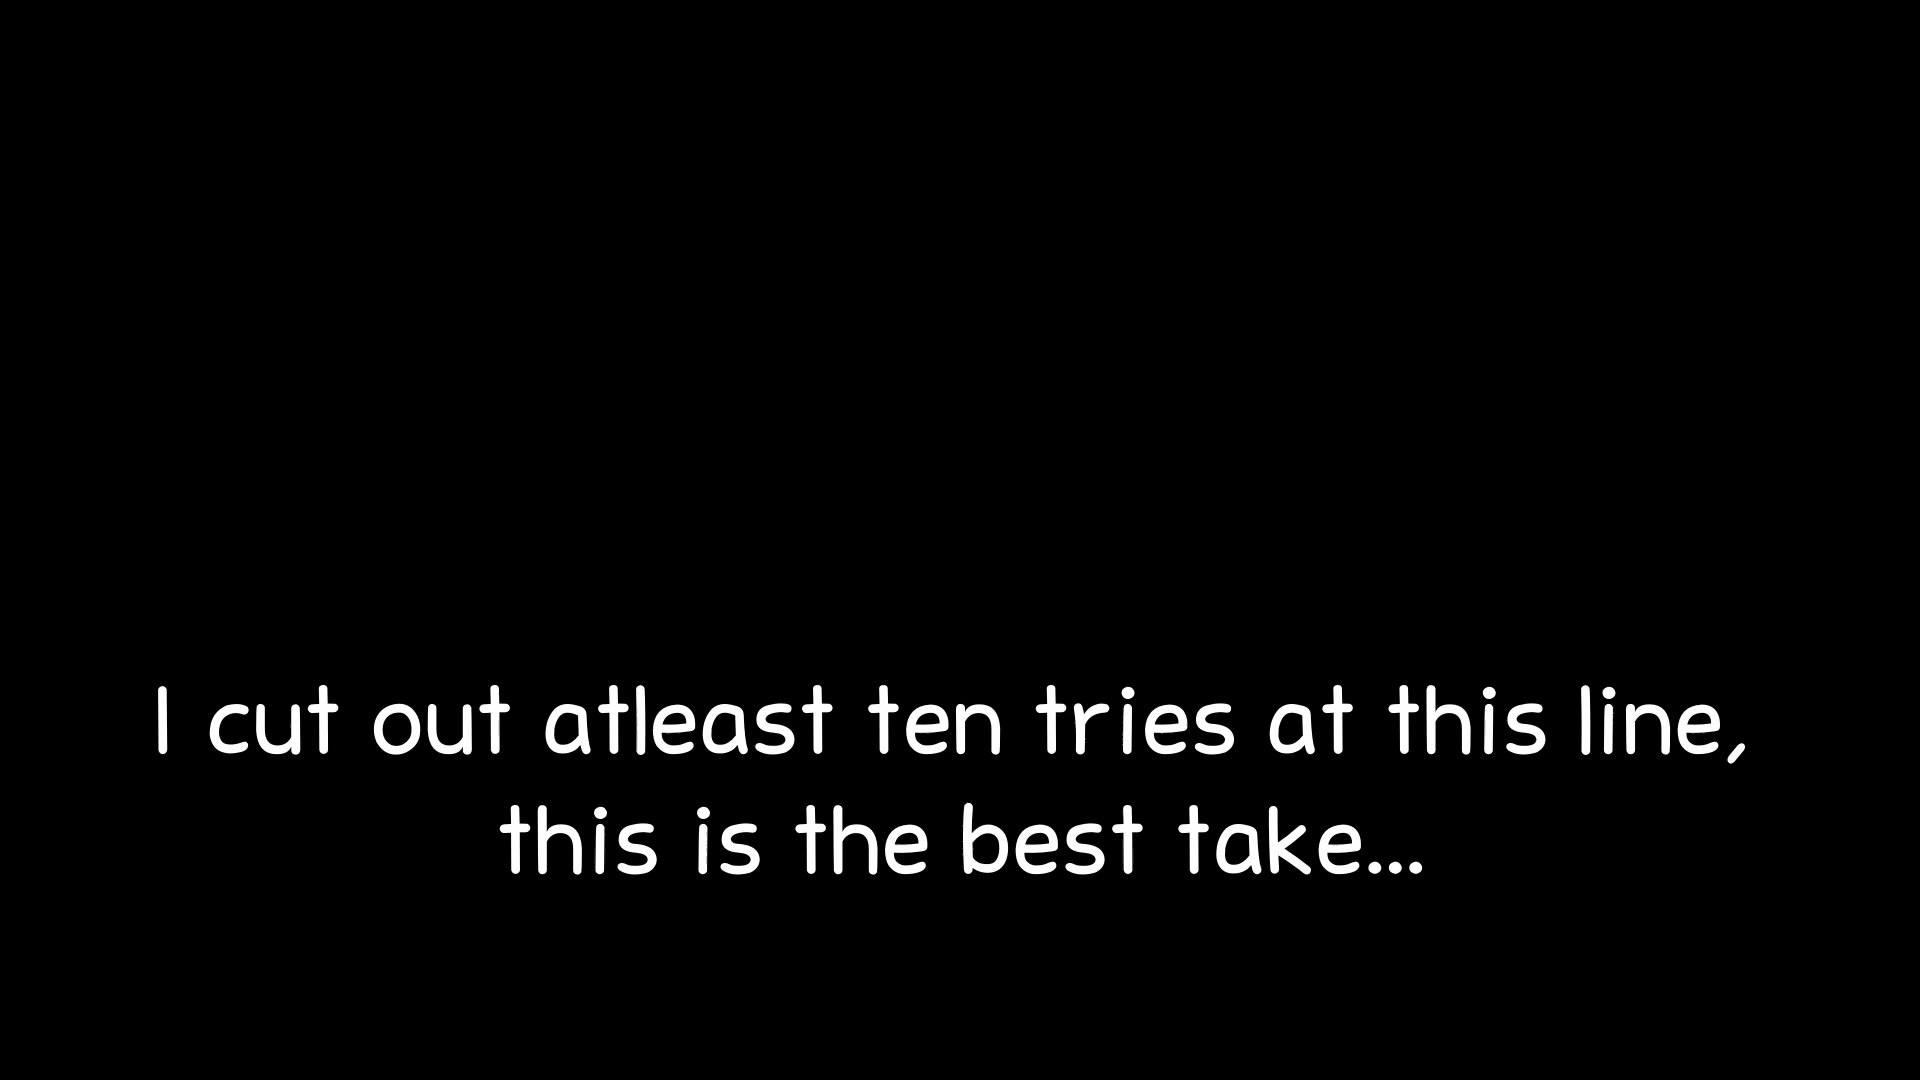 I cut out atleast ten tries at this line,
this is the best take...